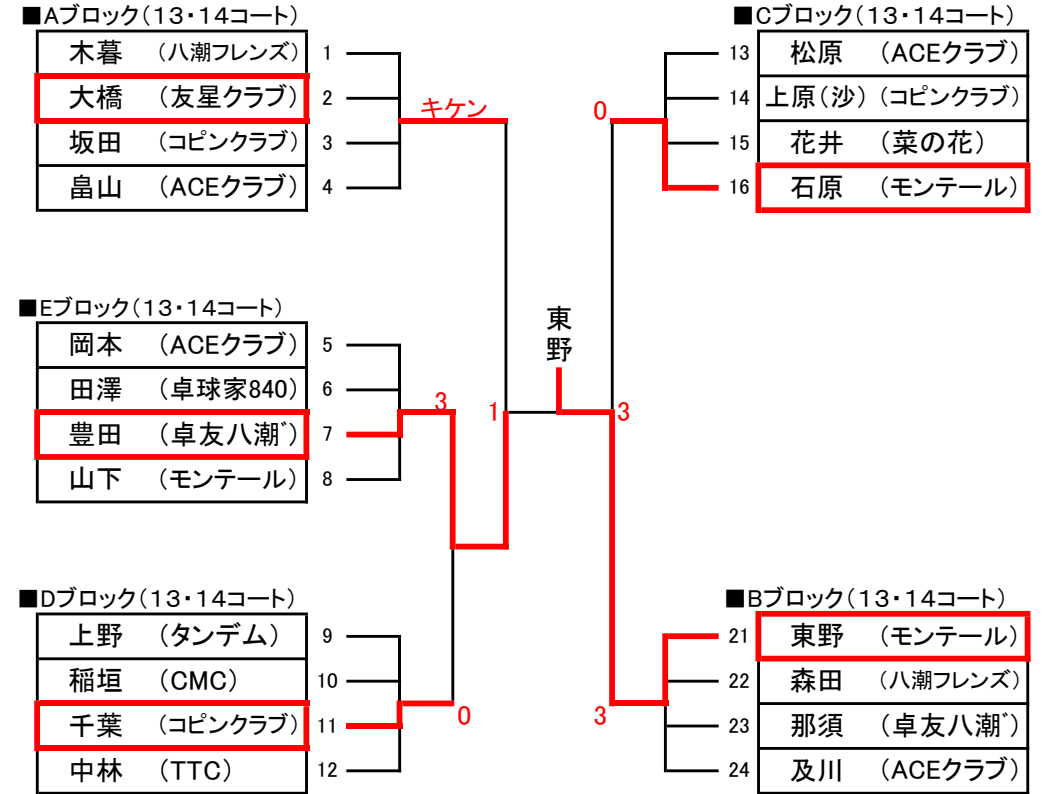 ■Aブロック（13・14コート）
木暮 （八潮フレンズ） 1
大橋 （友星クラブ） 2
坂田 （コピンクラブ） 3
畠山 （ACEクラブ） 4
キケン
■Cブロック（13・14コート）
13 松原 （ACEクラブ）
14 上原（沙） （コピンクラブ）
15 花井 （菜の花）
16 石原 （モンテール）
0
■Eブロック（13・14コート）
岡本 （ACEクラブ） 5
田澤 （卓球家840） 6
豊田 （卓友八潮゛） 7
山下 （モンテール） 8
3
1
東野
3
■Dブロック（13・14コート）
上野 （タンデム） 9
稲垣 （CMC） 10
千葉 （コピンクラブ） 11
中林 （TTC） 12
0
■Bブロック（13・14コート）
21 東野 （モンテール）
22 森田 （八潮フレンズ）
23 那須 （卓友八潮゛）
24 及川 （ACEクラブ）
3